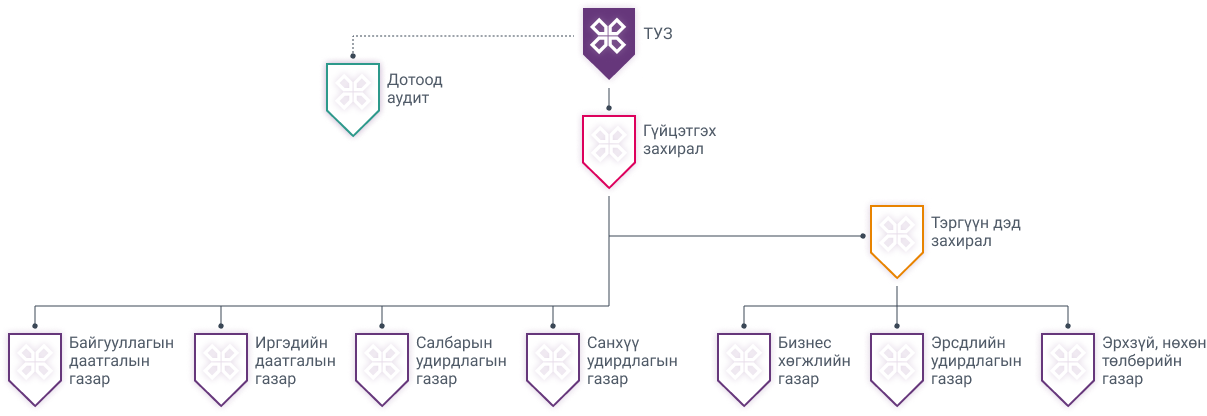 ТУЗ
Дотоод
аудит
Гүйцэтгэх
захирал
Тэргүүн дэд
захирал
Байгууллагын
даатгалын
газар
Иргэдийн
даатгалын
газар
Салбарын
удирдлагын
газар
Санхүү
удирдлагын
газар
Бизнес
хөгжлийн
газар
Эрсдлийн
удирдлагын
газар
Эрхзүй, нөхөн
төлбөрийн
газар